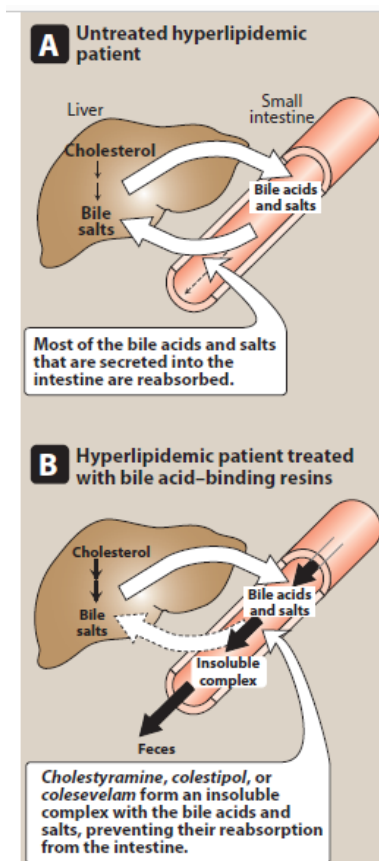 A Untreated hyperlipidemic
patient
Liver
Small
intestine
Cholesterol
Bile
salts
Bile acids
and salts
Most of the bile acids and salts
that are secreted into the
intestine are reabsorbed.
B Hyperlipidemic patient treated
with bile acid–binding resins
Cholesterol
Bile
salts
Bile acids
and salts
Insoluble
complex
Feces
Cholestyramine, colestipol, or
colesevelam form an insoluble
complex with the bile acids and
salts, preventing their reabsorption
from the intestine.